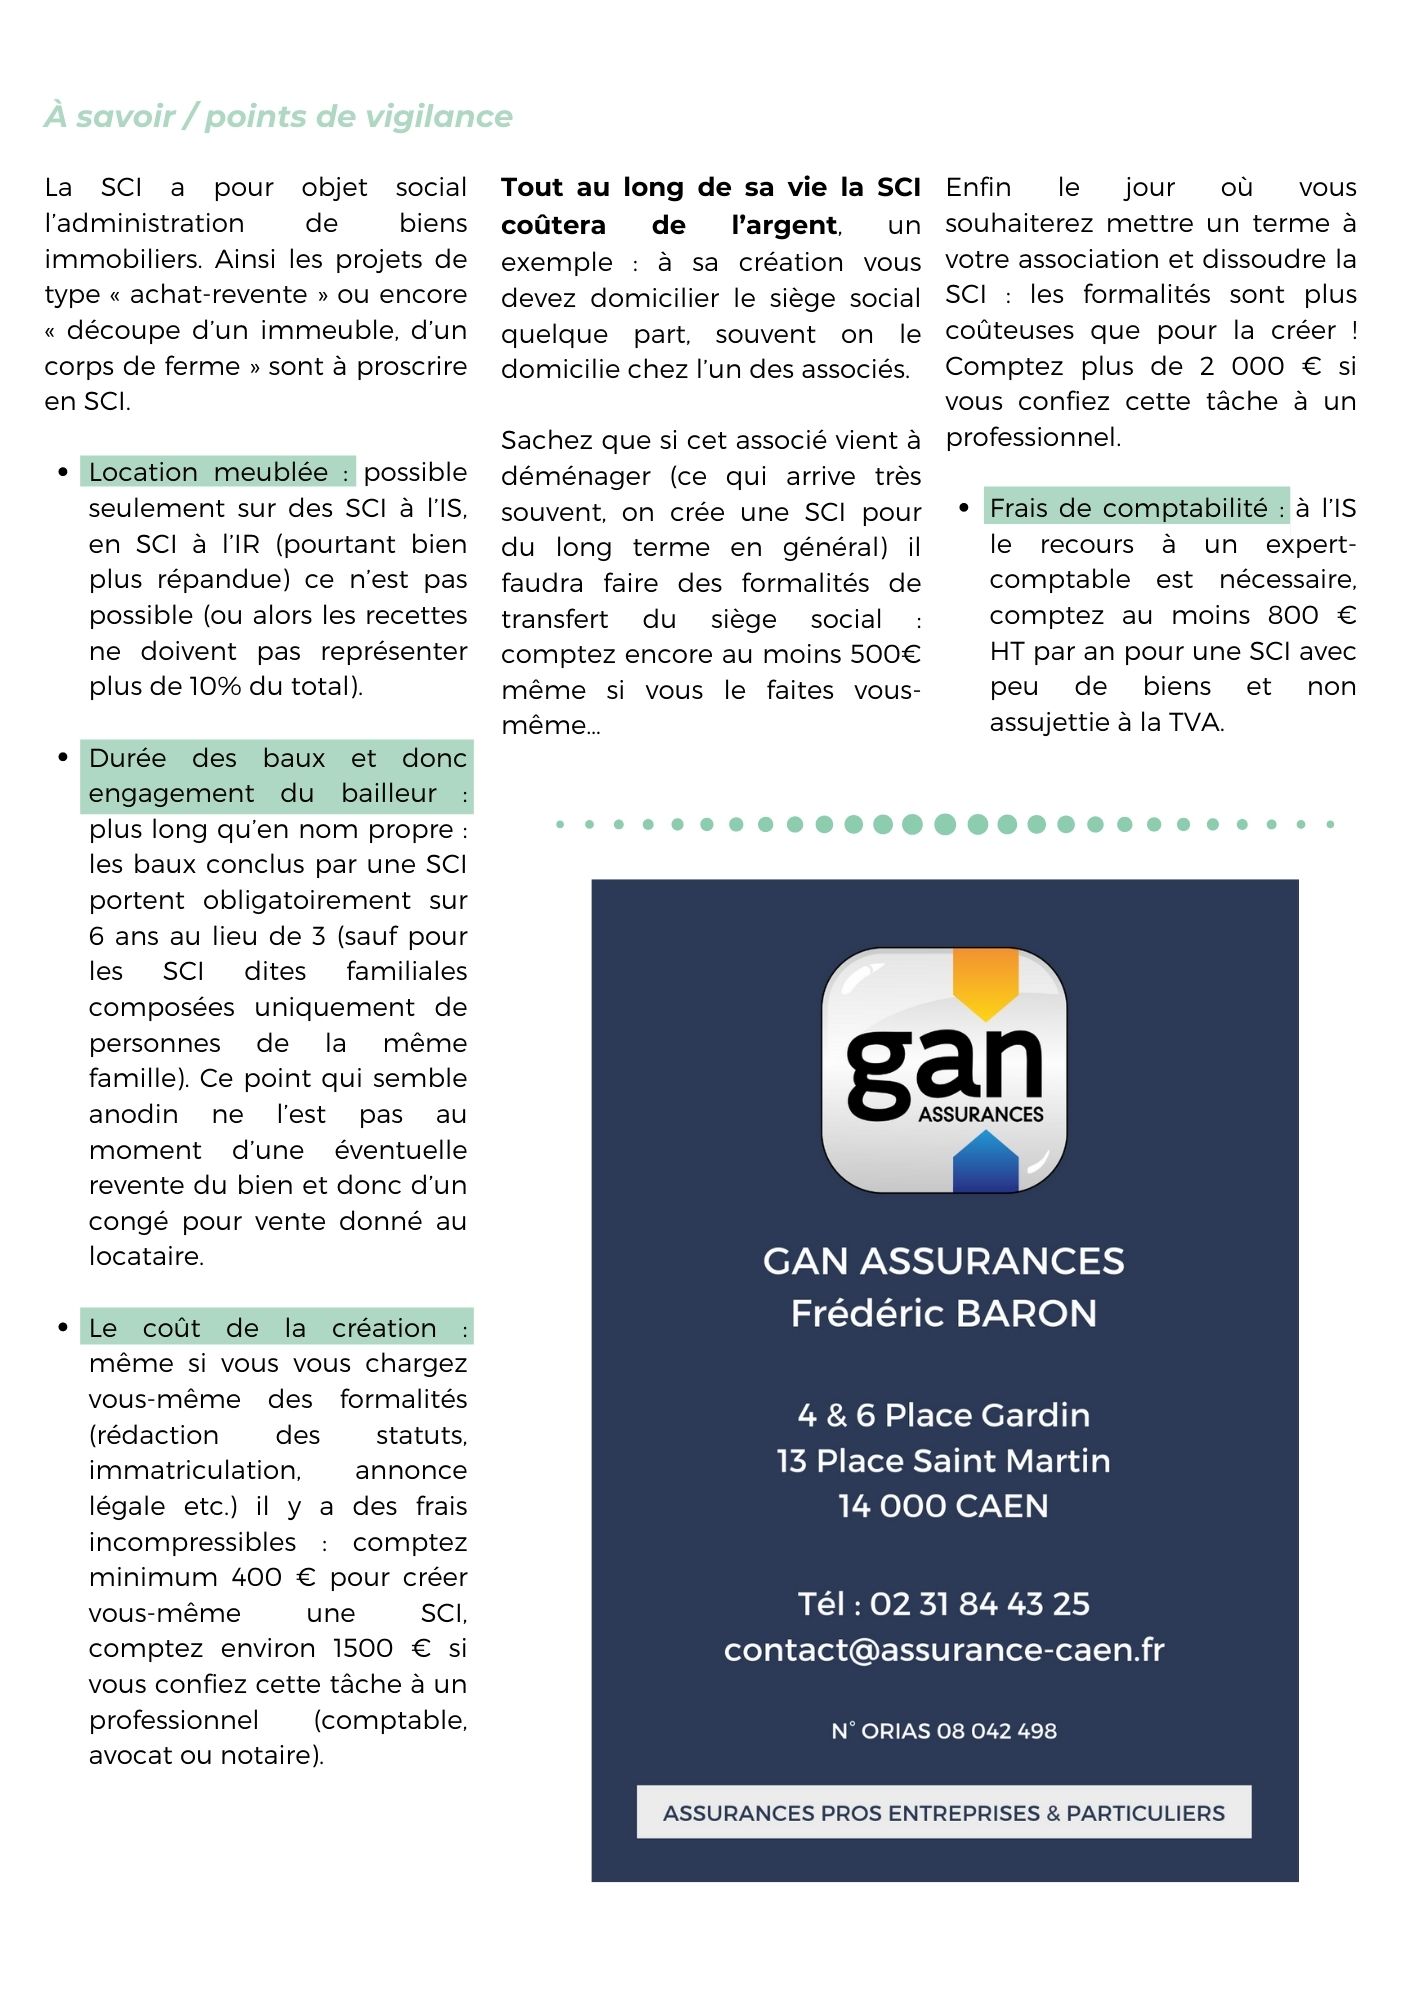 À savoir / points de vigilance
La SCI a pour objet social
l’administration de biens
immobiliers. Ainsi les projets de
type « achat-revente » ou encore
« découpe d’un immeuble, d’un
corps de ferme » sont à proscrire
en SCI.
• Location meublée : possible
seulement sur des SCI à l’IS,
en SCI à l’IR (pourtant bien
plus répandue) ce n’est pas
possible (ou alors les recettes
ne doivent pas représenter
plus de 10% du total).
• Durée des baux et donc
engagement du bailleur :
plus long qu’en nom propre :
les baux conclus par une SCI
portent obligatoirement sur
6 ans au lieu de 3 (sauf pour
les SCI dites familiales
composées uniquement de
personnes de la même
famille). Ce point qui semble
anodin ne l’est pas au
moment d’une éventuelle
revente du bien et donc d’un
congé pour vente donné au
locataire.
• Le coût de la création :
même si vous vous chargez
vous-même des formalités
(rédaction des statuts,
immatriculation, annonce
légale etc.) il y a des frais
incompressibles : comptez
minimum 400 € pour créer
vous-même une SCI,
comptez environ 1500 € si
vous confiez cette tâche à un
professionnel (comptable,
avocat ou notaire).
Tout au long de sa vie la SCI
coûtera de l’argent, un
exemple : à sa création vous
devez domicilier le siège social
quelque part, souvent on le
domicilie chez l’un des associés.
Sachez que si cet associé vient à
déménager (ce qui arrive très
souvent, on crée une SCI pour
du long terme en général) il
faudra faire des formalités de
transfert du siège social :
comptez encore au moins 500€
même si vous le faites vous-
même...
Enfin le jour où vous
souhaiterez mettre un terme à
votre association et dissoudre la
SCI : les formalités sont plus
coûteuses que pour la créer !
Comptez plus de 2 000 € si
vous confiez cette tâche à un
professionnel.
• Frais de comptabilité : à l’IS
le recours à un expert-
comptable est nécessaire,
comptez au moins 800 €
HT par an pour une SCI avec
peu de biens et non
assujettie à la TVA.
gan
ASSURANCES
GAN ASSURANCES
Frédéric BARON
4 & 6 Place Gardin
13 Place Saint Martin
14 000 CAEN
Tél : 02 31 84 43 25
contact@assurance-caen.fr
N° ORIAS 08 042 498
ASSURANCES PROS ENTREPRISES & PARTICULIERS